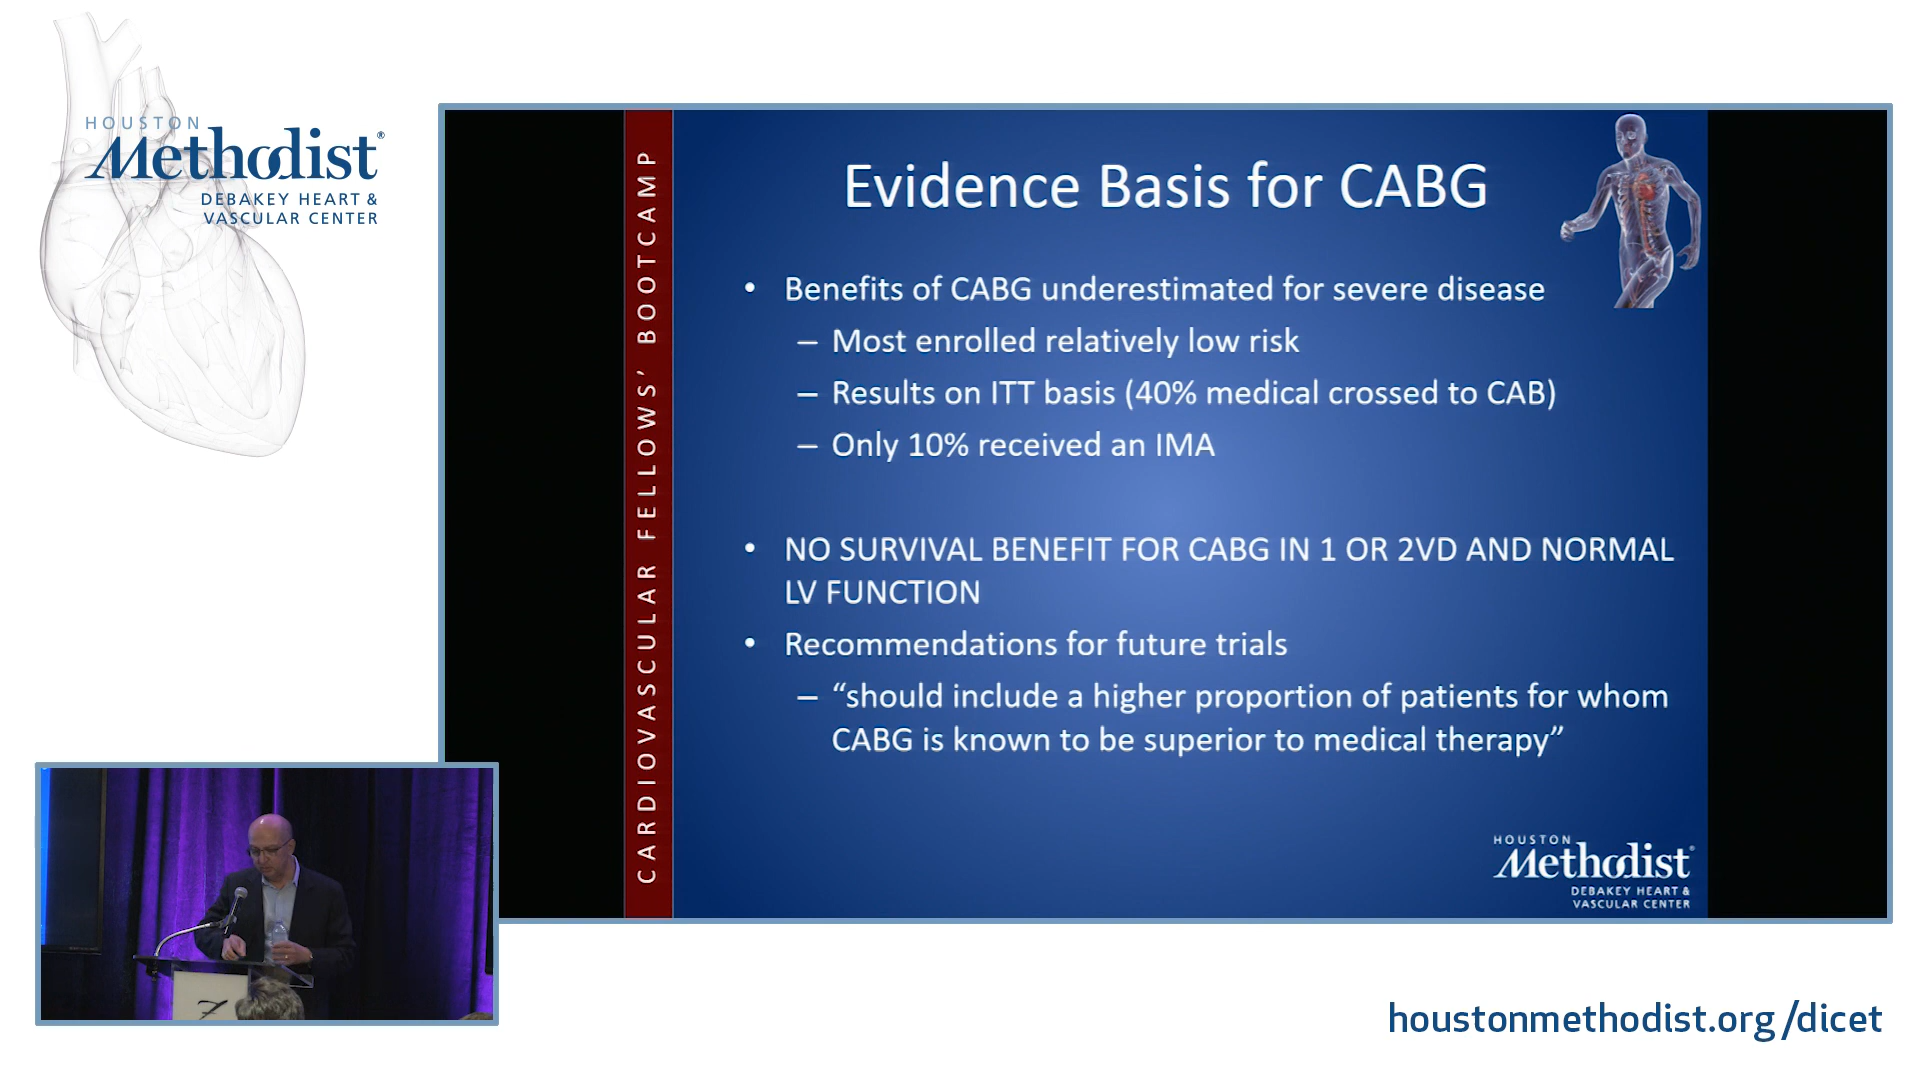 HOUSTON
Methodist®
DEBAKEY HEART &
VASCULAR CENTER
CARDIOVASCULAR FELLOWS' BOOTCAMP
Evidence Basis for CABG
• Benefits of CABG underestimated for severe disease
– Most enrolled relatively low risk
– Results on ITT basis (40% medical crossed to CAB)
– Only 10% received an IMA
• NO SURVIVAL BENEFIT FOR CABG IN 1 OR 2VD AND NORMAL
LV FUNCTION
• Recommendations for future trials
– “should include a higher proportion of patients for whom
CABG is known to be superior to medical therapy”
HOUSTON
Methodist®
DEBAKEY HEART &
VASCULAR CENTER
houstonmethodist.org/dicet